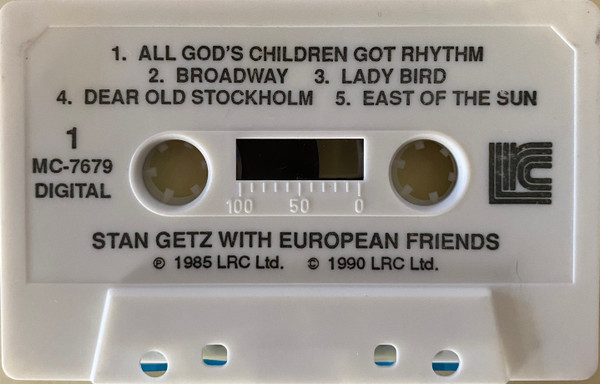 1. ALL GOD'S CHILDREN GOT RHYTHM
2. BROADWAY 3. LADY BIRD
4. DEAR OLD STOCKHOLM 5. EAST OF THE SUN
1
MC-7679
DIGITAL
LRC
100 50 0
STAN GETZ WITH EUROPEAN FRIENDS
℗ 1985 LRC Ltd. © 1990 LRC Ltd.